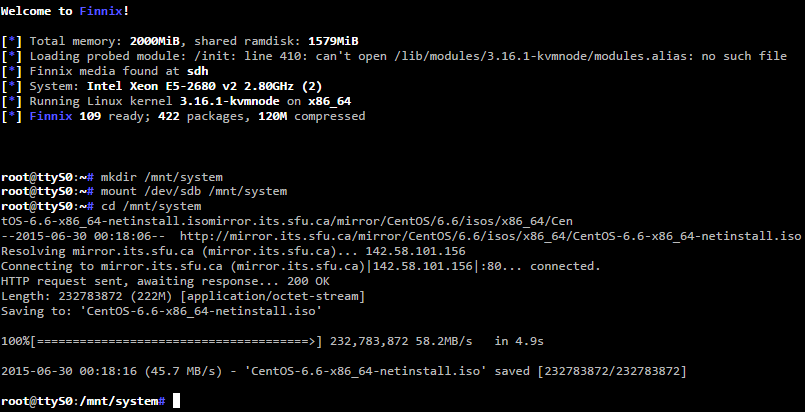 Welcome to Finnix!
[*] Total memory: 2000MiB, shared ramdisk: 1579MiB
[*] Loading probed module: /init: line 410: can't open /lib/modules/3.16.1-kvmnode/modules.alias: no such file
[*] Finnix media found at sdh
[*] System: Intel Xeon E5-2680 v2 2.80GHz (2)
[*] Running Linux kernel 3.16.1-kvmnode on x86_64
[*] Finnix 109 ready; 422 packages, 120M compressed
root@ttyS0:~# mkdir /mnt/system
root@ttyS0:~# mount /dev/sdb /mnt/system
root@ttyS0:~# cd /mnt/system
tOS-6.6-x86_64-netinstall.isomirror.its.sfu.ca/mirror/CentOS/6.6/isos/x86_64/Cen
--2015-06-30 00:18:06--  http://mirror.its.sfu.ca/mirror/CentOS/6.6/isos/x86_64/CentOS-6.6-x86_64-netinstall.iso
Resolving mirror.its.sfu.ca (mirror.its.sfu.ca)... 142.58.101.156
Connecting to mirror.its.sfu.ca (mirror.its.sfu.ca)|142.58.101.156|:80... connected.
HTTP request sent, awaiting response... 200 OK
Length: 232783872 (222M) [application/octet-stream]
Saving to: 'CentOS-6.6-x86_64-netinstall.iso'
100%[======================================>] 232,783,872 58.2MB/s   in 4.9s
2015-06-30 00:18:16 (45.7 MB/s) - 'CentOS-6.6-x86_64-netinstall.iso' saved [232783872/232783872]
root@ttyS0:/mnt/system#